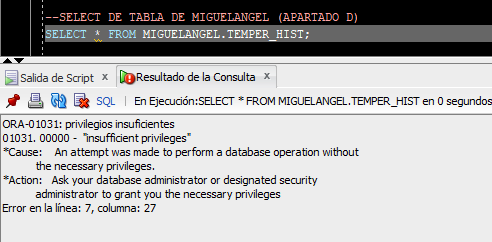 --SELECT DE TABLA DE MIGUELANGEL (APARTADO D)
SELECT * FROM MIGUELANGEL.TEMPER_HIST;
Salida de Script x Resultado de la Consulta x
SQL | En Ejecución:SELECT * FROM MIGUELANGEL.TEMPER_HIST en 0 segundos
ORA-01031: privilegios insuficientes
01031. 00000 - "insufficient privileges"
*Cause: An attempt was made to perform a database operation without
the necessary privileges.
*Action: Ask your database administrator or designated security
administrator to grant you the necessary privileges
Error en la línea: 7, columna: 27